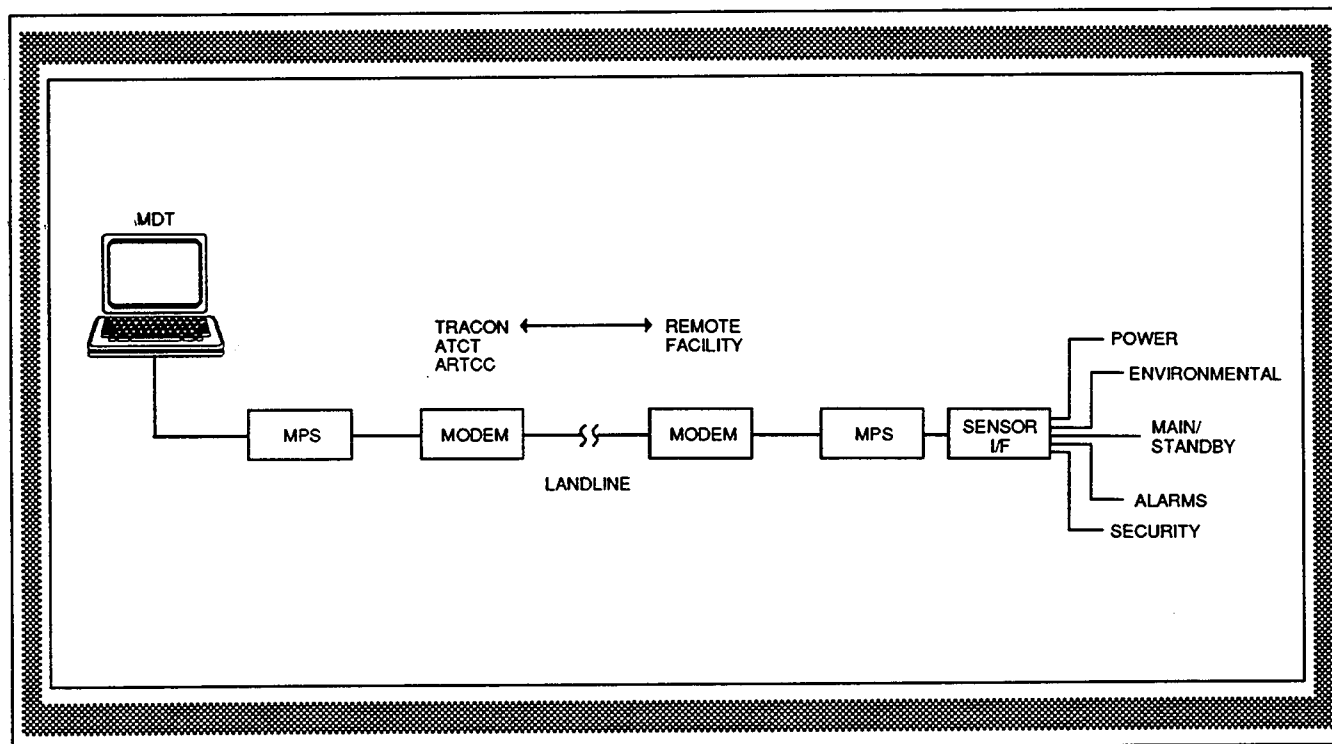 MDT
TRACON
ATCT
ARTCC
REMOTE
FACILITY
MPS
MODEM
LANDLINE
MODEM
MPS
SENSOR
I/F
POWER
ENVIRONMENTAL
MAIN/
STANDBY
ALARMS
SECURITY